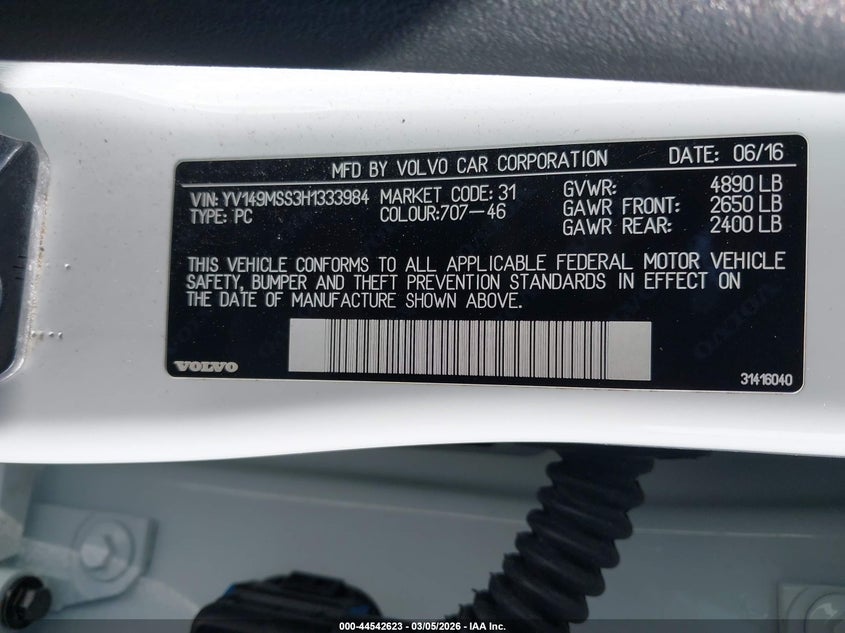 MFD BY VOLVO CAR CORPORATION DATE: 06/16
VIN: YV149MSS3H1333984 MARKET CODE: 31 GVWR: 4890 LB
TYPE: PC COLOUR:707-46 GAWR FRONT: 2650 LB
GAWR REAR: 2400 LB
THIS VEHICLE CONFORMS TO ALL APPLICABLE FEDERAL MOTOR VEHICLE
SAFETY, BUMPER AND THEFT PREVENTION STANDARDS IN EFFECT ON
THE DATE OF MANUFACTURE SHOWN ABOVE.
VOLVO 31416040
000-44542623 - 03/05/2026 - IAA Inc.